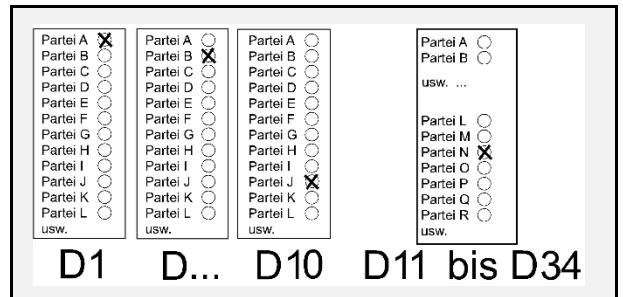 Partei A
Partei B
Partei C
Partei D
Partei E
Partei F
Partei G
Partei H
Partei I
Partei J
Partei K
Partei L
usw.
Partei A
Partei B
Partei C
Partei D
Partei E
Partei F
Partei G
Partei H
Partei I
Partei J
Partei K
Partei L
usw.
Partei A
Partei B
Partei C
Partei D
Partei E
Partei F
Partei G
Partei H
Partei I
Partei J
Partei K
Partei L
usw.
Partei A
Partei B
usw. ...
Partei L
Partei M
Partei N
Partei O
Partei P
Partei Q
Partei R
usw.
D1 D... D10 D11 bis D34